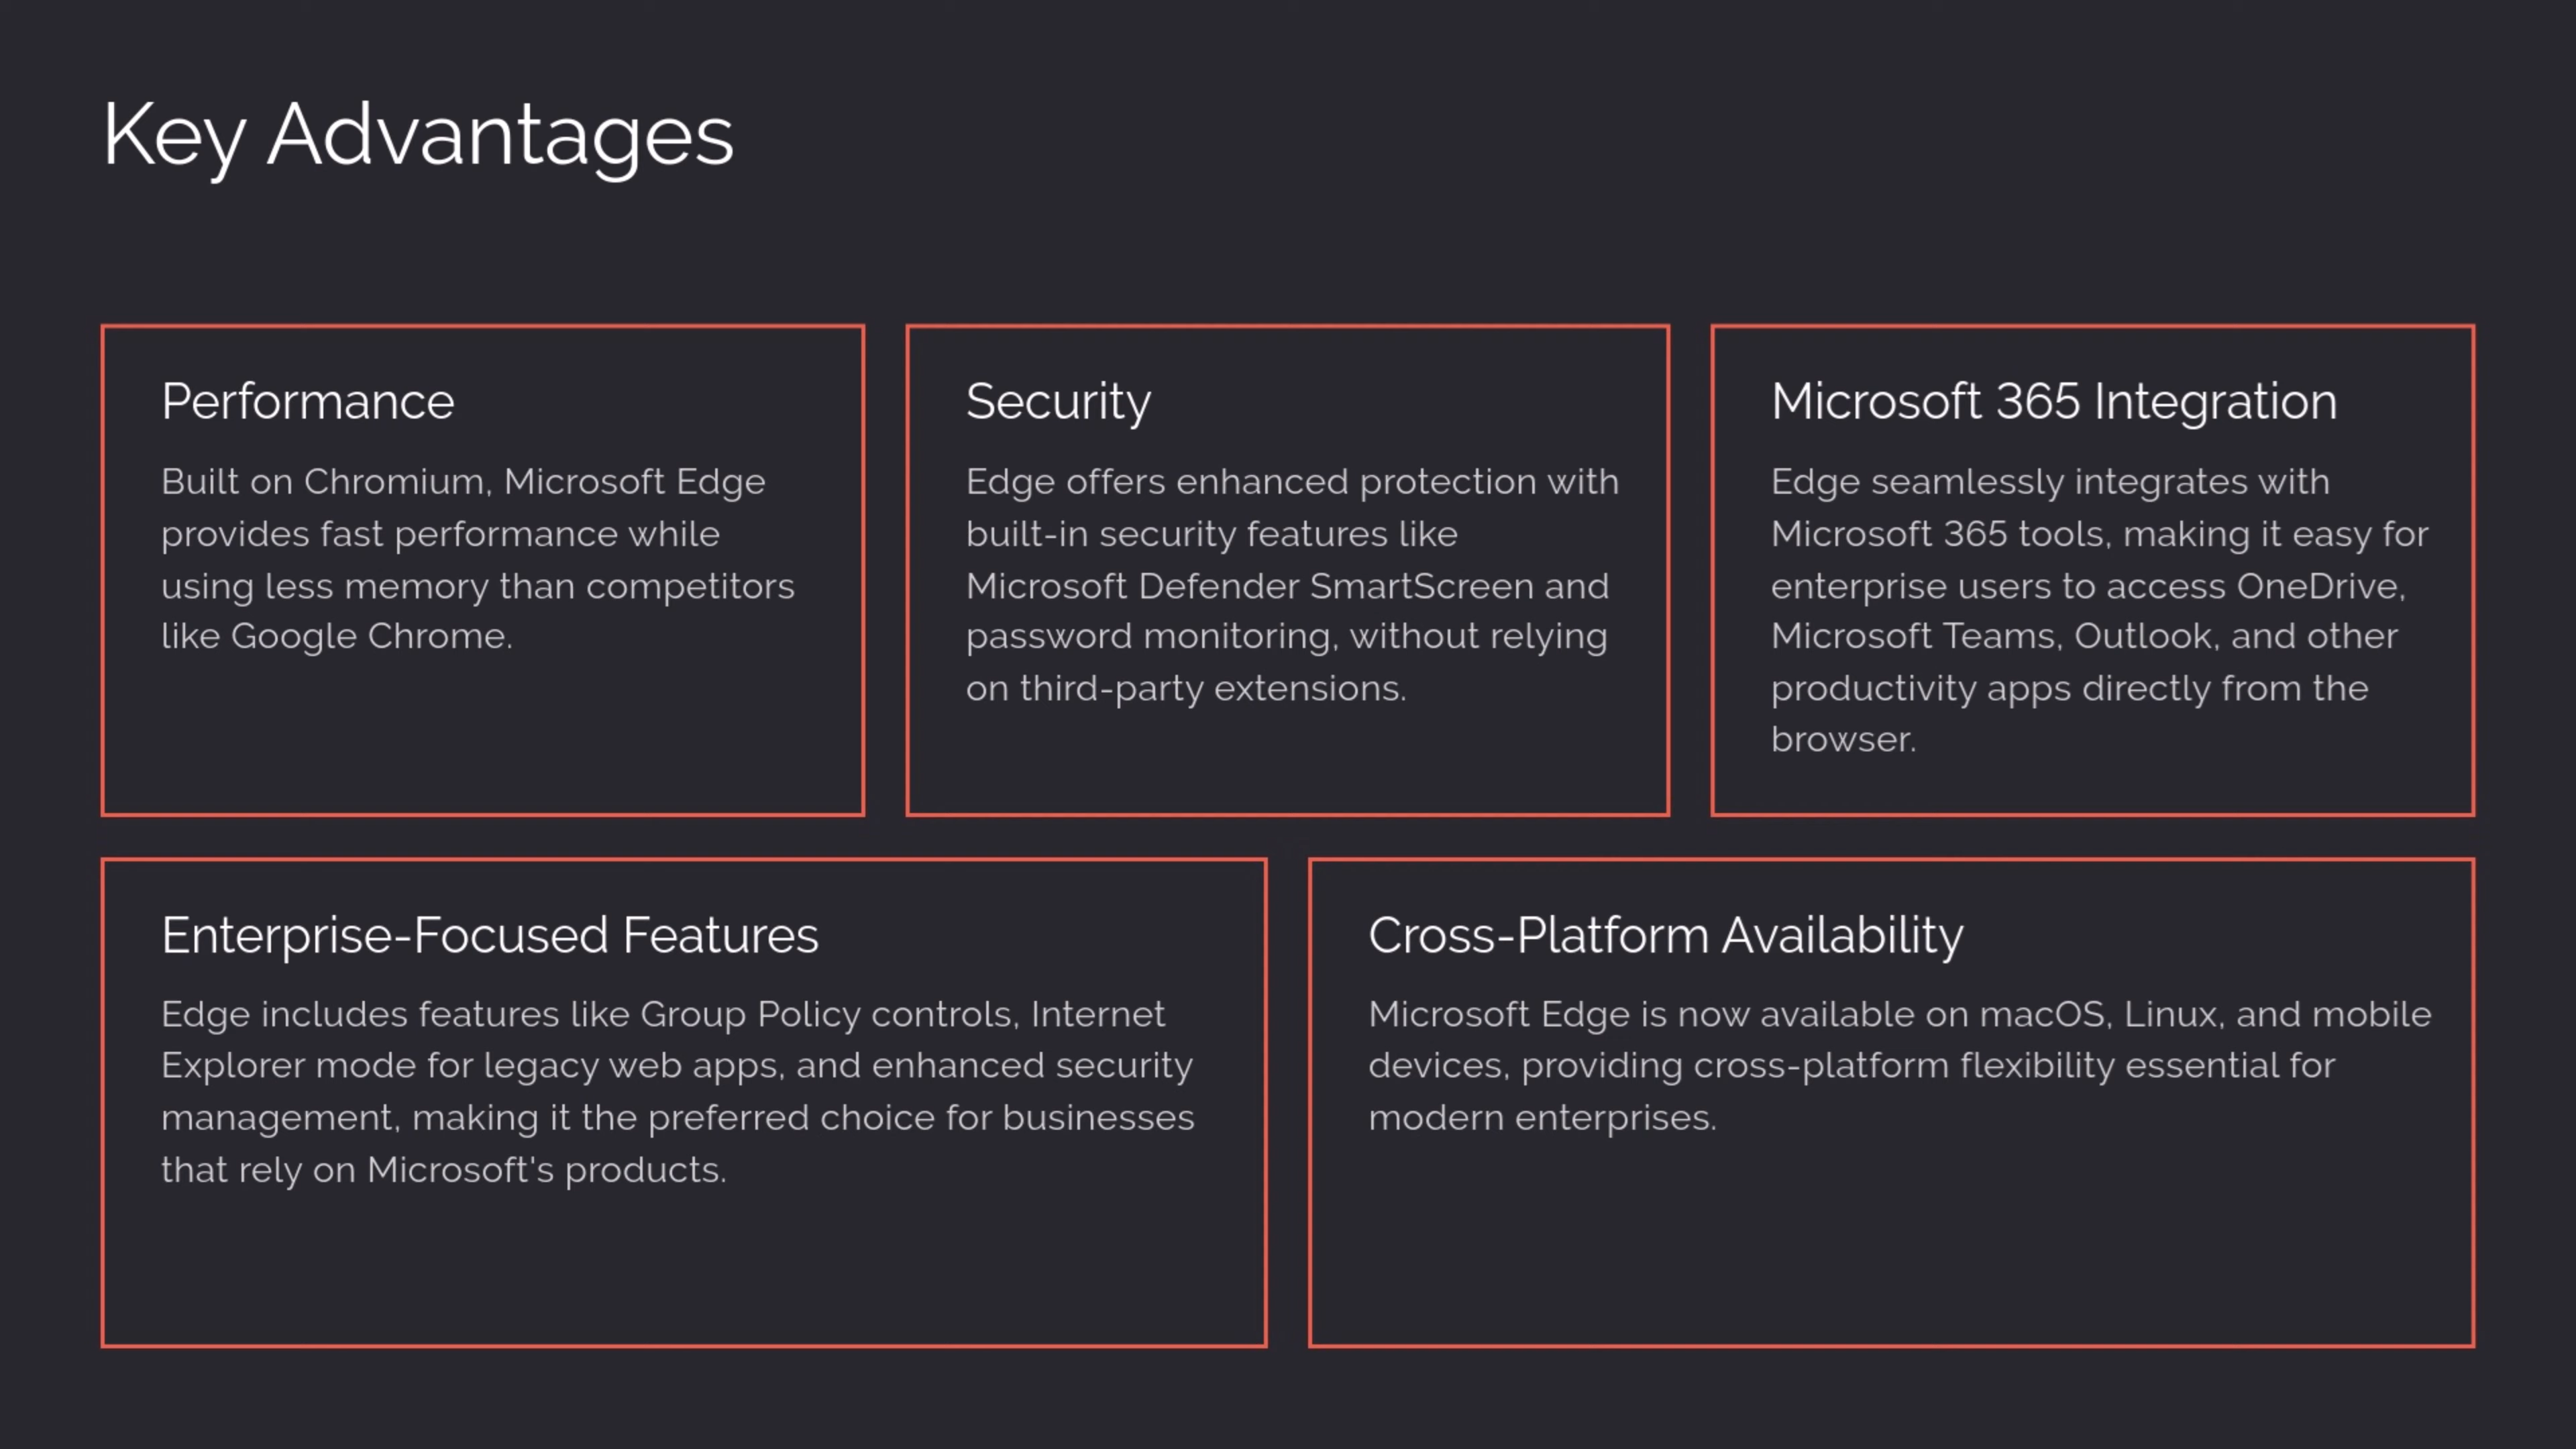 Key Advantages
Performance
Built on Chromium, Microsoft Edge
provides fast performance while
using less memory than competitors
like Google Chrome.
Security
Edge offers enhanced protection with
built-in security features like
Microsoft Defender SmartScreen and
password monitoring, without relying
on third-party extensions.
Microsoft 365 Integration
Edge seamlessly integrates with
Microsoft 365 tools, making it easy for
enterprise users to access OneDrive,
Microsoft Teams, Outlook, and other
productivity apps directly from the
browser.
Enterprise-Focused Features
Edge includes features like Group Policy controls, Internet
Explorer mode for legacy web apps, and enhanced security
management, making it the preferred choice for businesses
that rely on Microsoft's products.
Cross-Platform Availability
Microsoft Edge is now available on macOS, Linux, and mobile
devices, providing cross-platform flexibility essential for
modern enterprises.